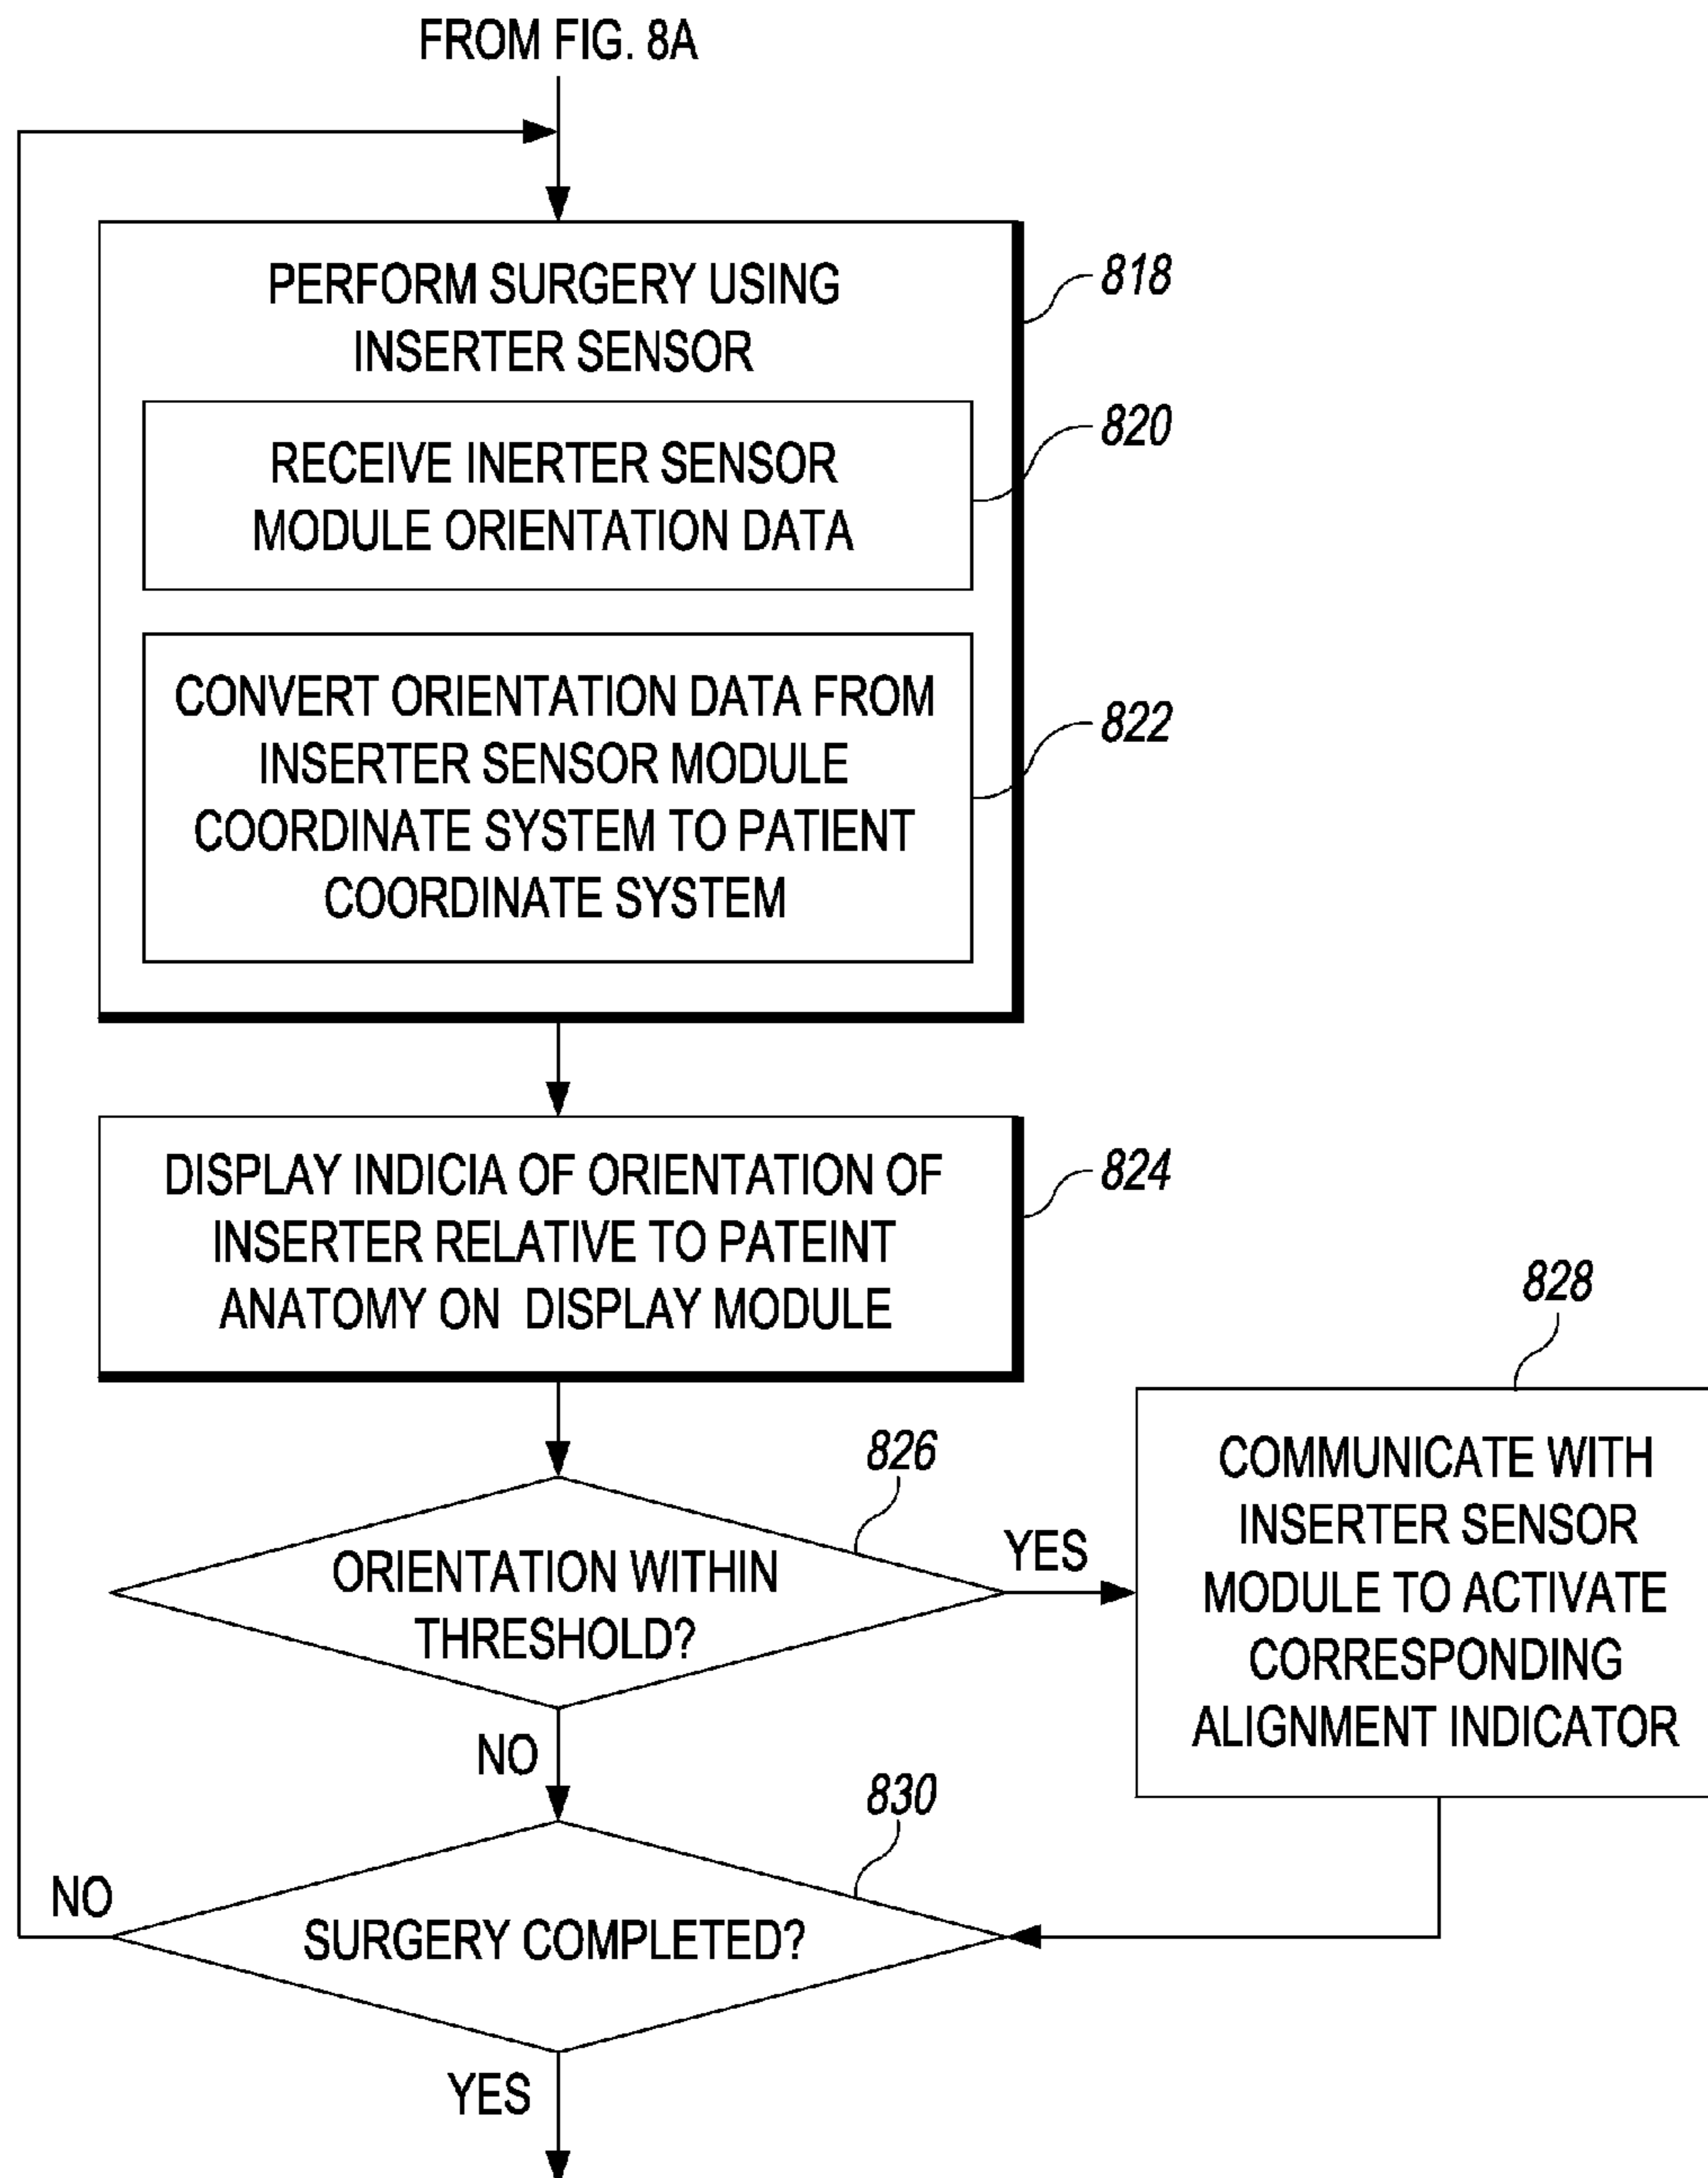 FROM FIG. 8A
PERFORM SURGERY USING
INSERTER SENSOR
818
RECEIVE INERTER SENSOR
MODULE ORIENTATION DATA
820
CONVERT ORIENTATION DATA FROM
INSERTER SENSOR MODULE
COORDINATE SYSTEM TO PATIENT
COORDINATE SYSTEM
822
DISPLAY INDICIA OF ORIENTATION OF
INSERTER RELATIVE TO PATEINT
ANATOMY ON DISPLAY MODULE
824
826
ORIENTATION WITHIN
THRESHOLD?
YES
NO
828
COMMUNICATE WITH
INSERTER SENSOR
MODULE TO ACTIVATE
CORRESPONDING
ALIGNMENT INDICATOR
830
SURGERY COMPLETED?
NO
YES